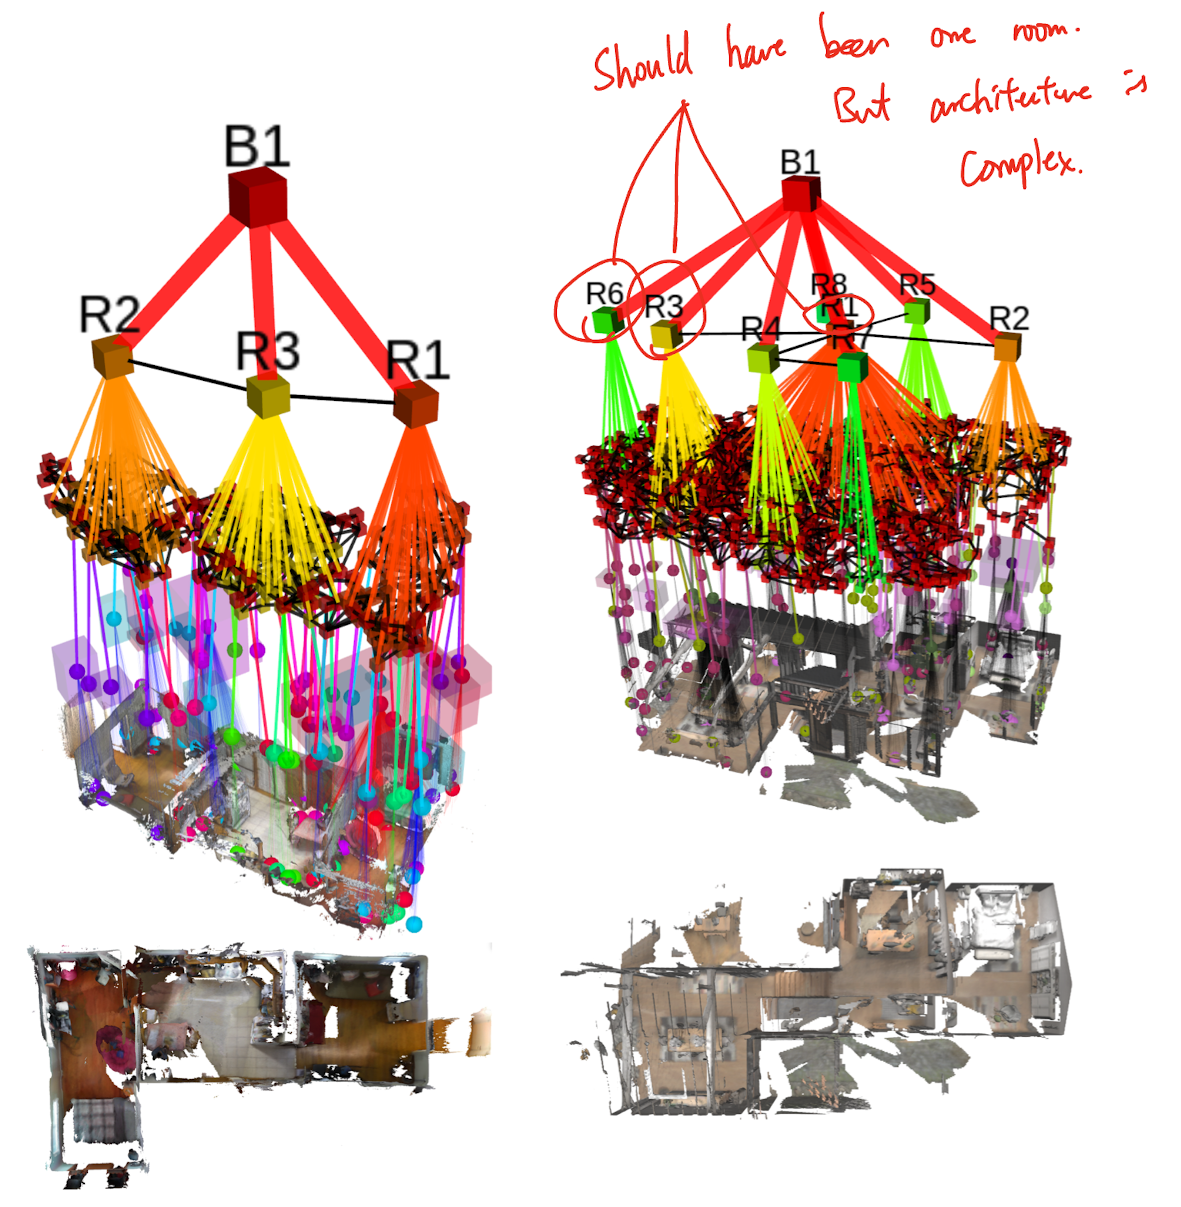 Should have been one room.
But architecture is
Complex.
B1
B1
R2
R3
R1
R6
R3
R4
R8
R1
R7
R5
R2